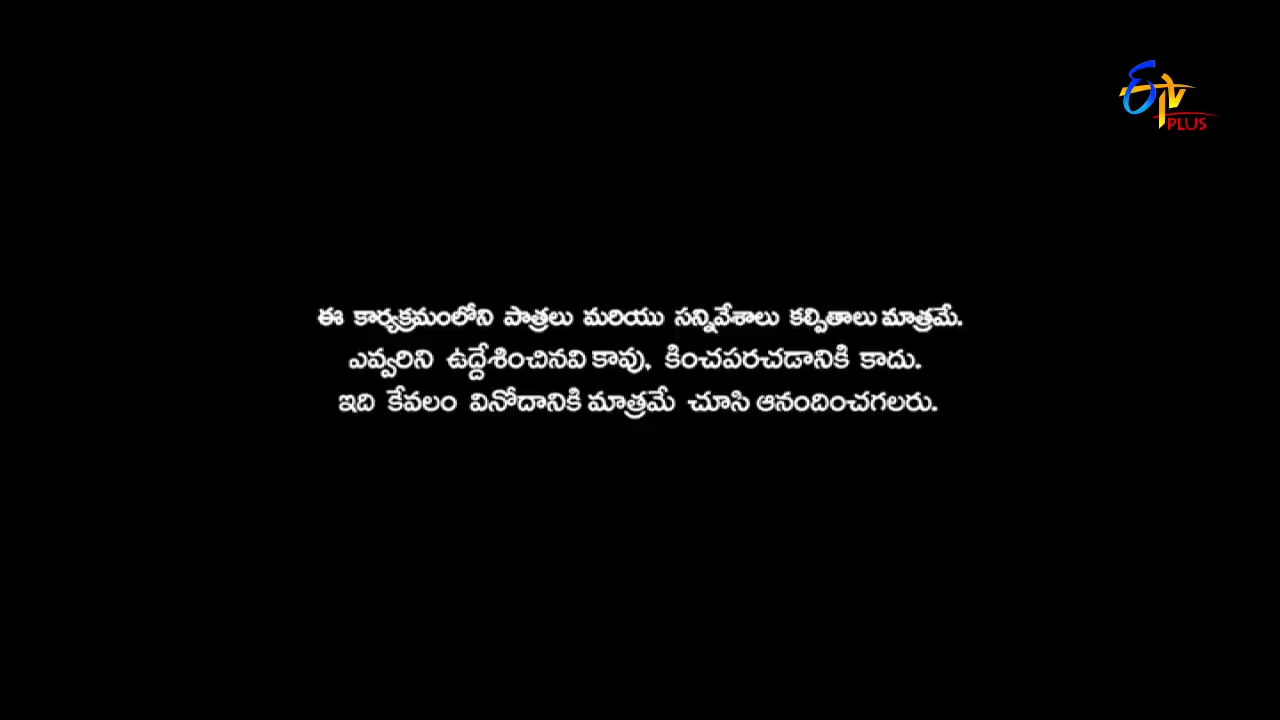 ETV
PLUS
ఈ కార్యక్రమంలోని పాత్రలు మరియు సన్నివేశాలు కల్పితాలు మాత్రమే.
ఎవ్వరిని ఉద్దేశించినవి కావు. కించపరచడానికి కాదు.
ఇది కేవలం వినోదానికి మాత్రమే చూసి ఆనందించగలరు.